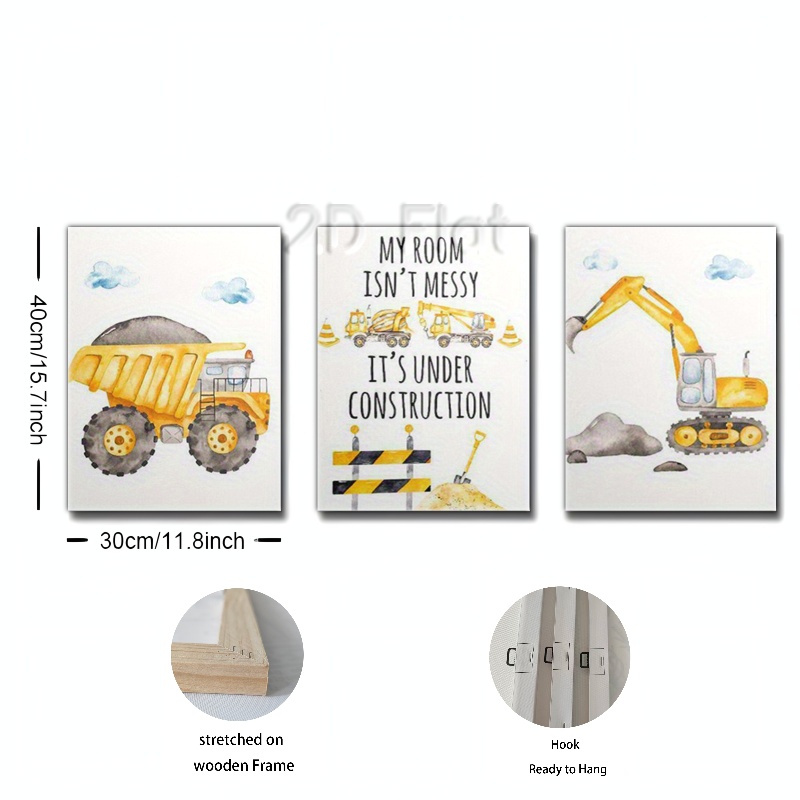 2D Flat
MY ROOM
ISN'T MESSY
IT'S UNDER
CONSTRUCTION
40cm/15.7inch
30cm/11.8inch
stretched on
wooden Frame
Hook
Ready to Hang